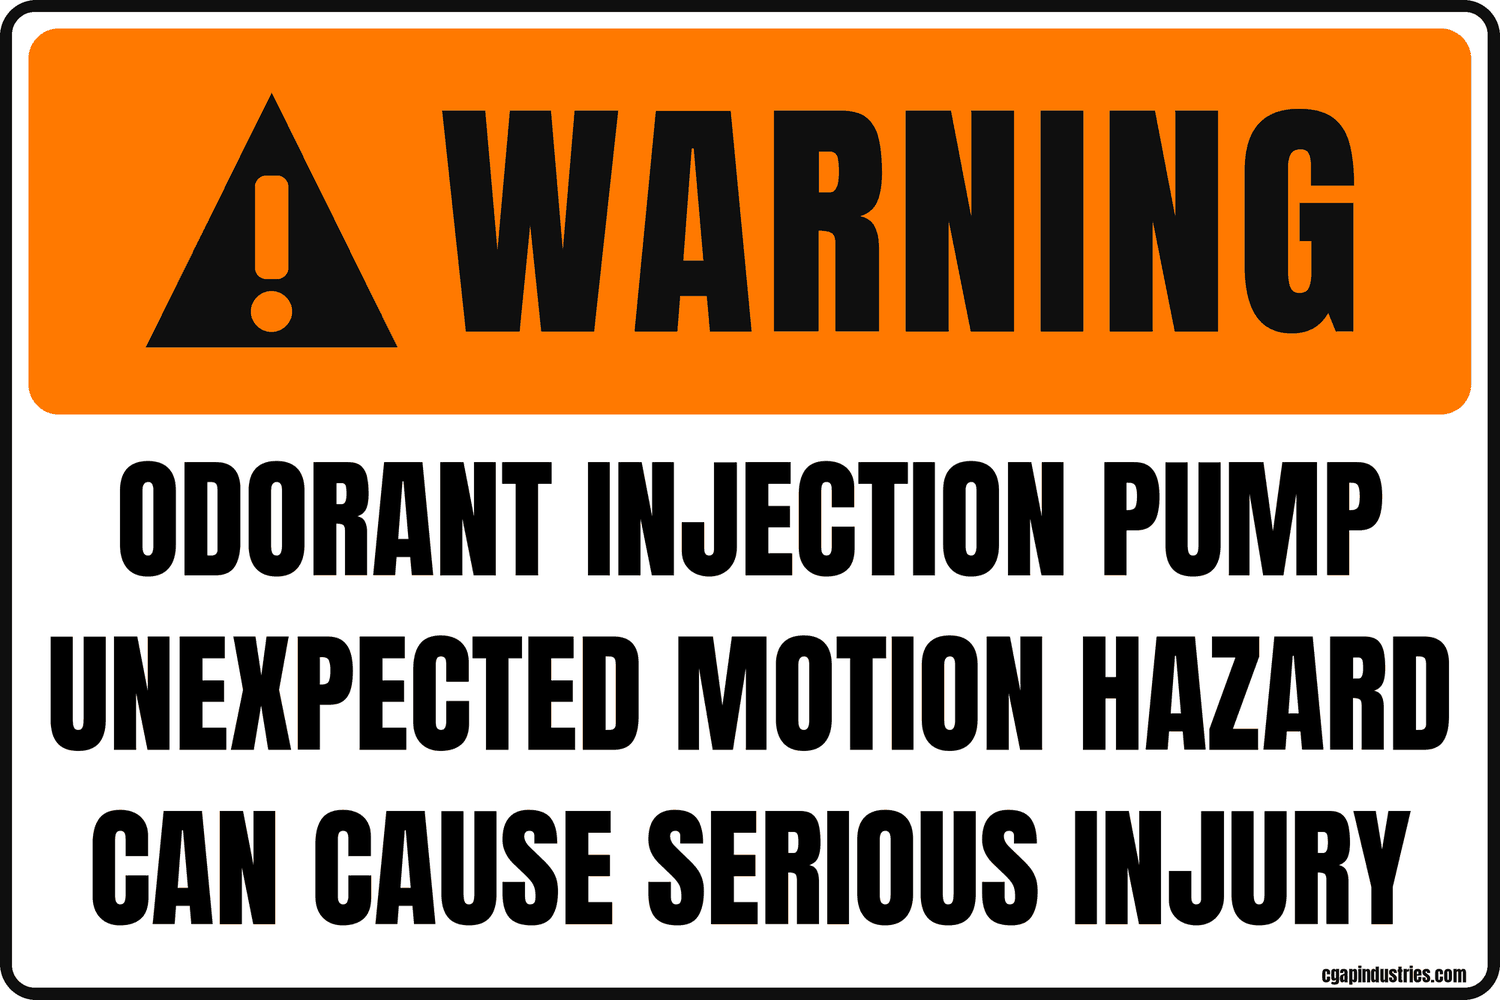 WARNING
ODORANT INJECTION PUMP
UNEXPECTED MOTION HAZARD
CAN CAUSE SERIOUS INJURY
cgapindustries.com